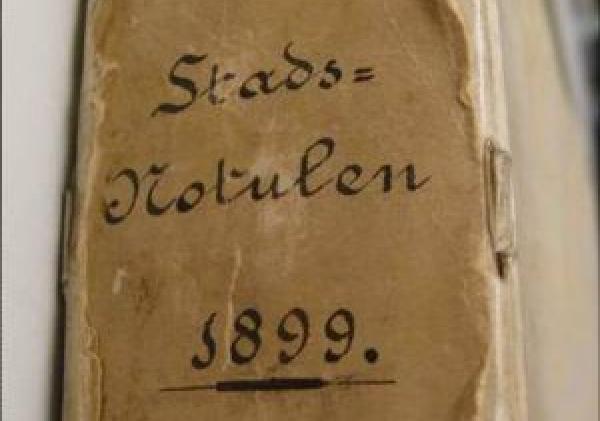 Stads=
Notulen
1899.